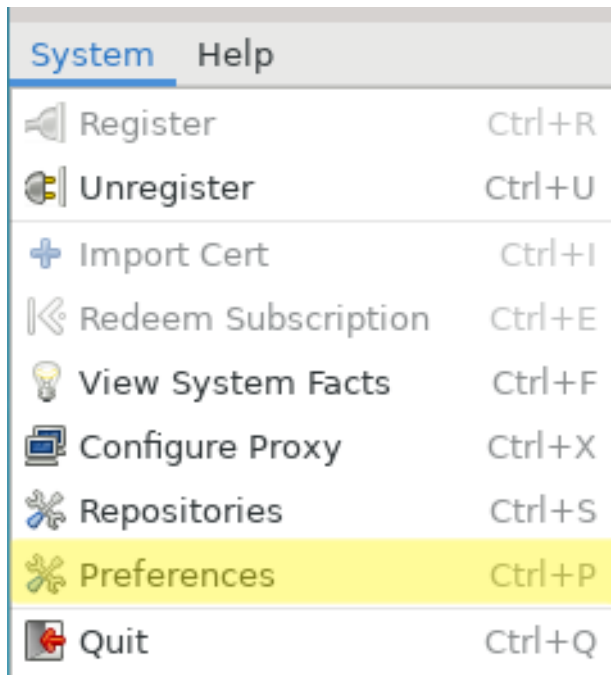 System Help
Register Ctrl+R
Unregister Ctrl+U
Import Cert Ctrl+I
Redeem Subscription Ctrl+E
View System Facts Ctrl+F
Configure Proxy Ctrl+X
Repositories Ctrl+S
Preferences Ctrl+P
Quit Ctrl+Q